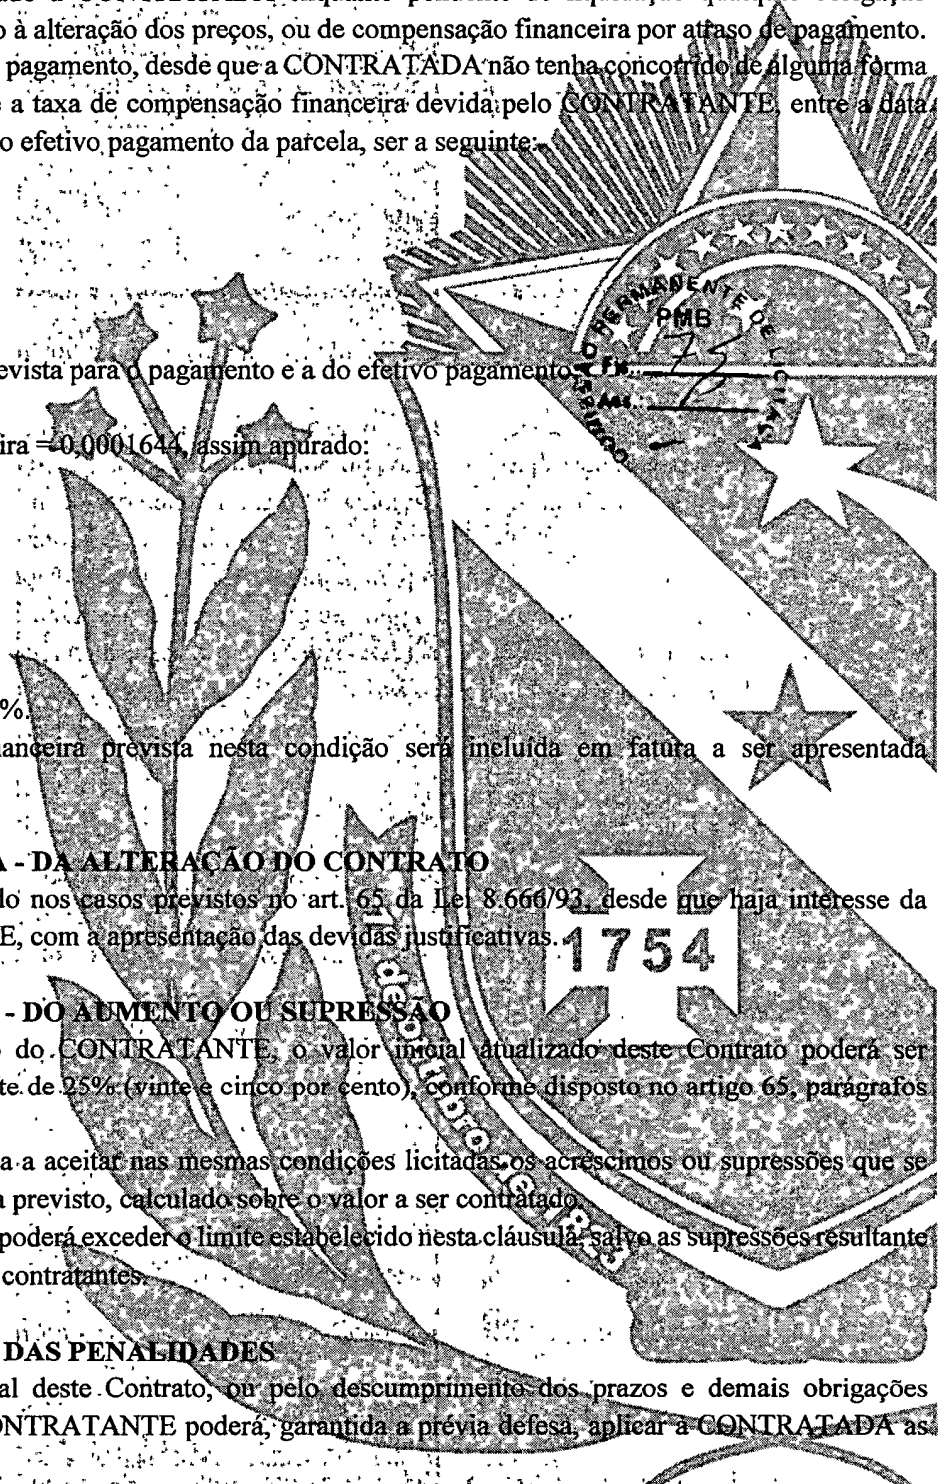 o à alteração dos preços, ou de compensação financeira por atraso de pagamento.
pagamento, desde que a CONTRATADA não tenha concorrido de alguma forma
e a taxa de compensação financeira devida pelo CONTRATANTE, entre a data
o efetivo pagamento da parcela, ser a seguinte:
PERMANENTE DE LICITA
PMB
evista para o pagamento e a do efetivo pagamento
Fls.
Ass.
ira = 0,0001644, assim apurado:
%.
nanceira prevista nesta condição será incluída em fatura a ser apresentada
A - DA ALTERAÇÃO DO CONTRATO
do nos casos previstos no art. 65 da Lei 8.666/93, desde que haja interesse da
E, com a apresentação das devidas justificativas.
1754
- DO AUMENTO OU SUPRESSÃO
do CONTRATANTE, o valor inicial atualizado deste Contrato poderá ser
te de 25% (vinte e cinco por cento), conforme disposto no artigo 65, parágrafos
a a aceitar nas mesmas condições licitadas os acréscimos ou supressões que se
a previsto, calculado sobre o valor a ser contratado.
poderá exceder o limite estabelecido nesta cláusula, salvo as supressões resultante
contratantes.
DAS PENALIDADES
al deste Contrato, ou pelo descumprimento dos prazos e demais obrigações
ONTRATANTE poderá, garantida a prévia defesa, aplicar à CONTRATADA as